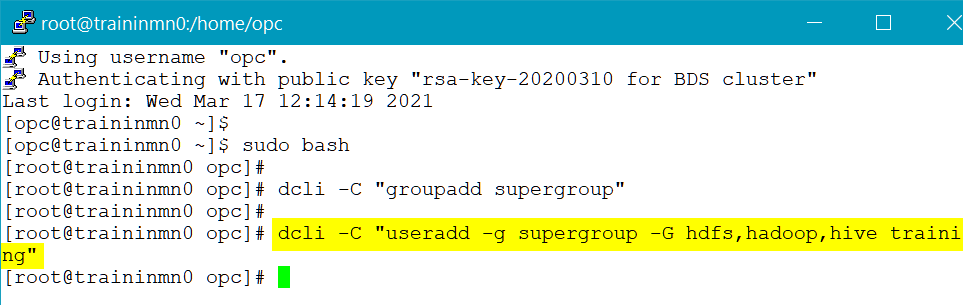 root@traininmn0:/home/opc
Using username "opc".
Authenticating with public key "rsa-key-20200310 for BDS cluster"
Last login: Wed Mar 17 12:14:19 2021
[opc@traininmn0 ~]$
[opc@traininmn0 ~]$ sudo bash
[root@traininmn0 opc]#
[root@traininmn0 opc]# dcli -C "groupadd supergroup"
[root@traininmn0 opc]#
[root@traininmn0 opc]# dcli -C "useradd -g supergroup -G hdfs,hadoop,hive traini
ng"
[root@traininmn0 opc]#